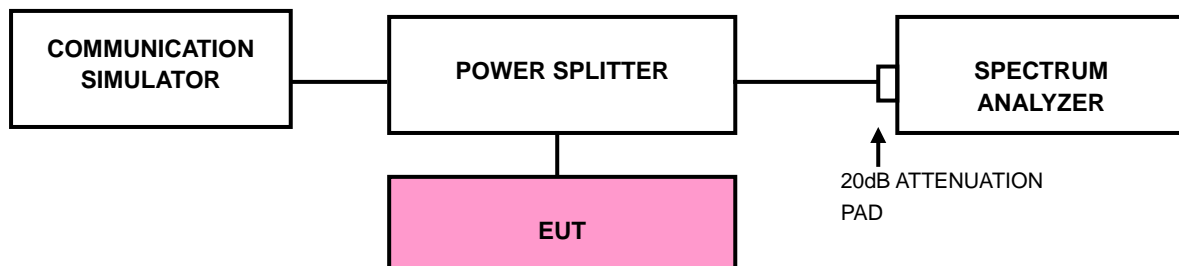 COMMUNICATION
SIMULATOR
POWER SPLITTER
SPECTRUM
ANALYZER
20dB ATTENUATION
PAD
EUT